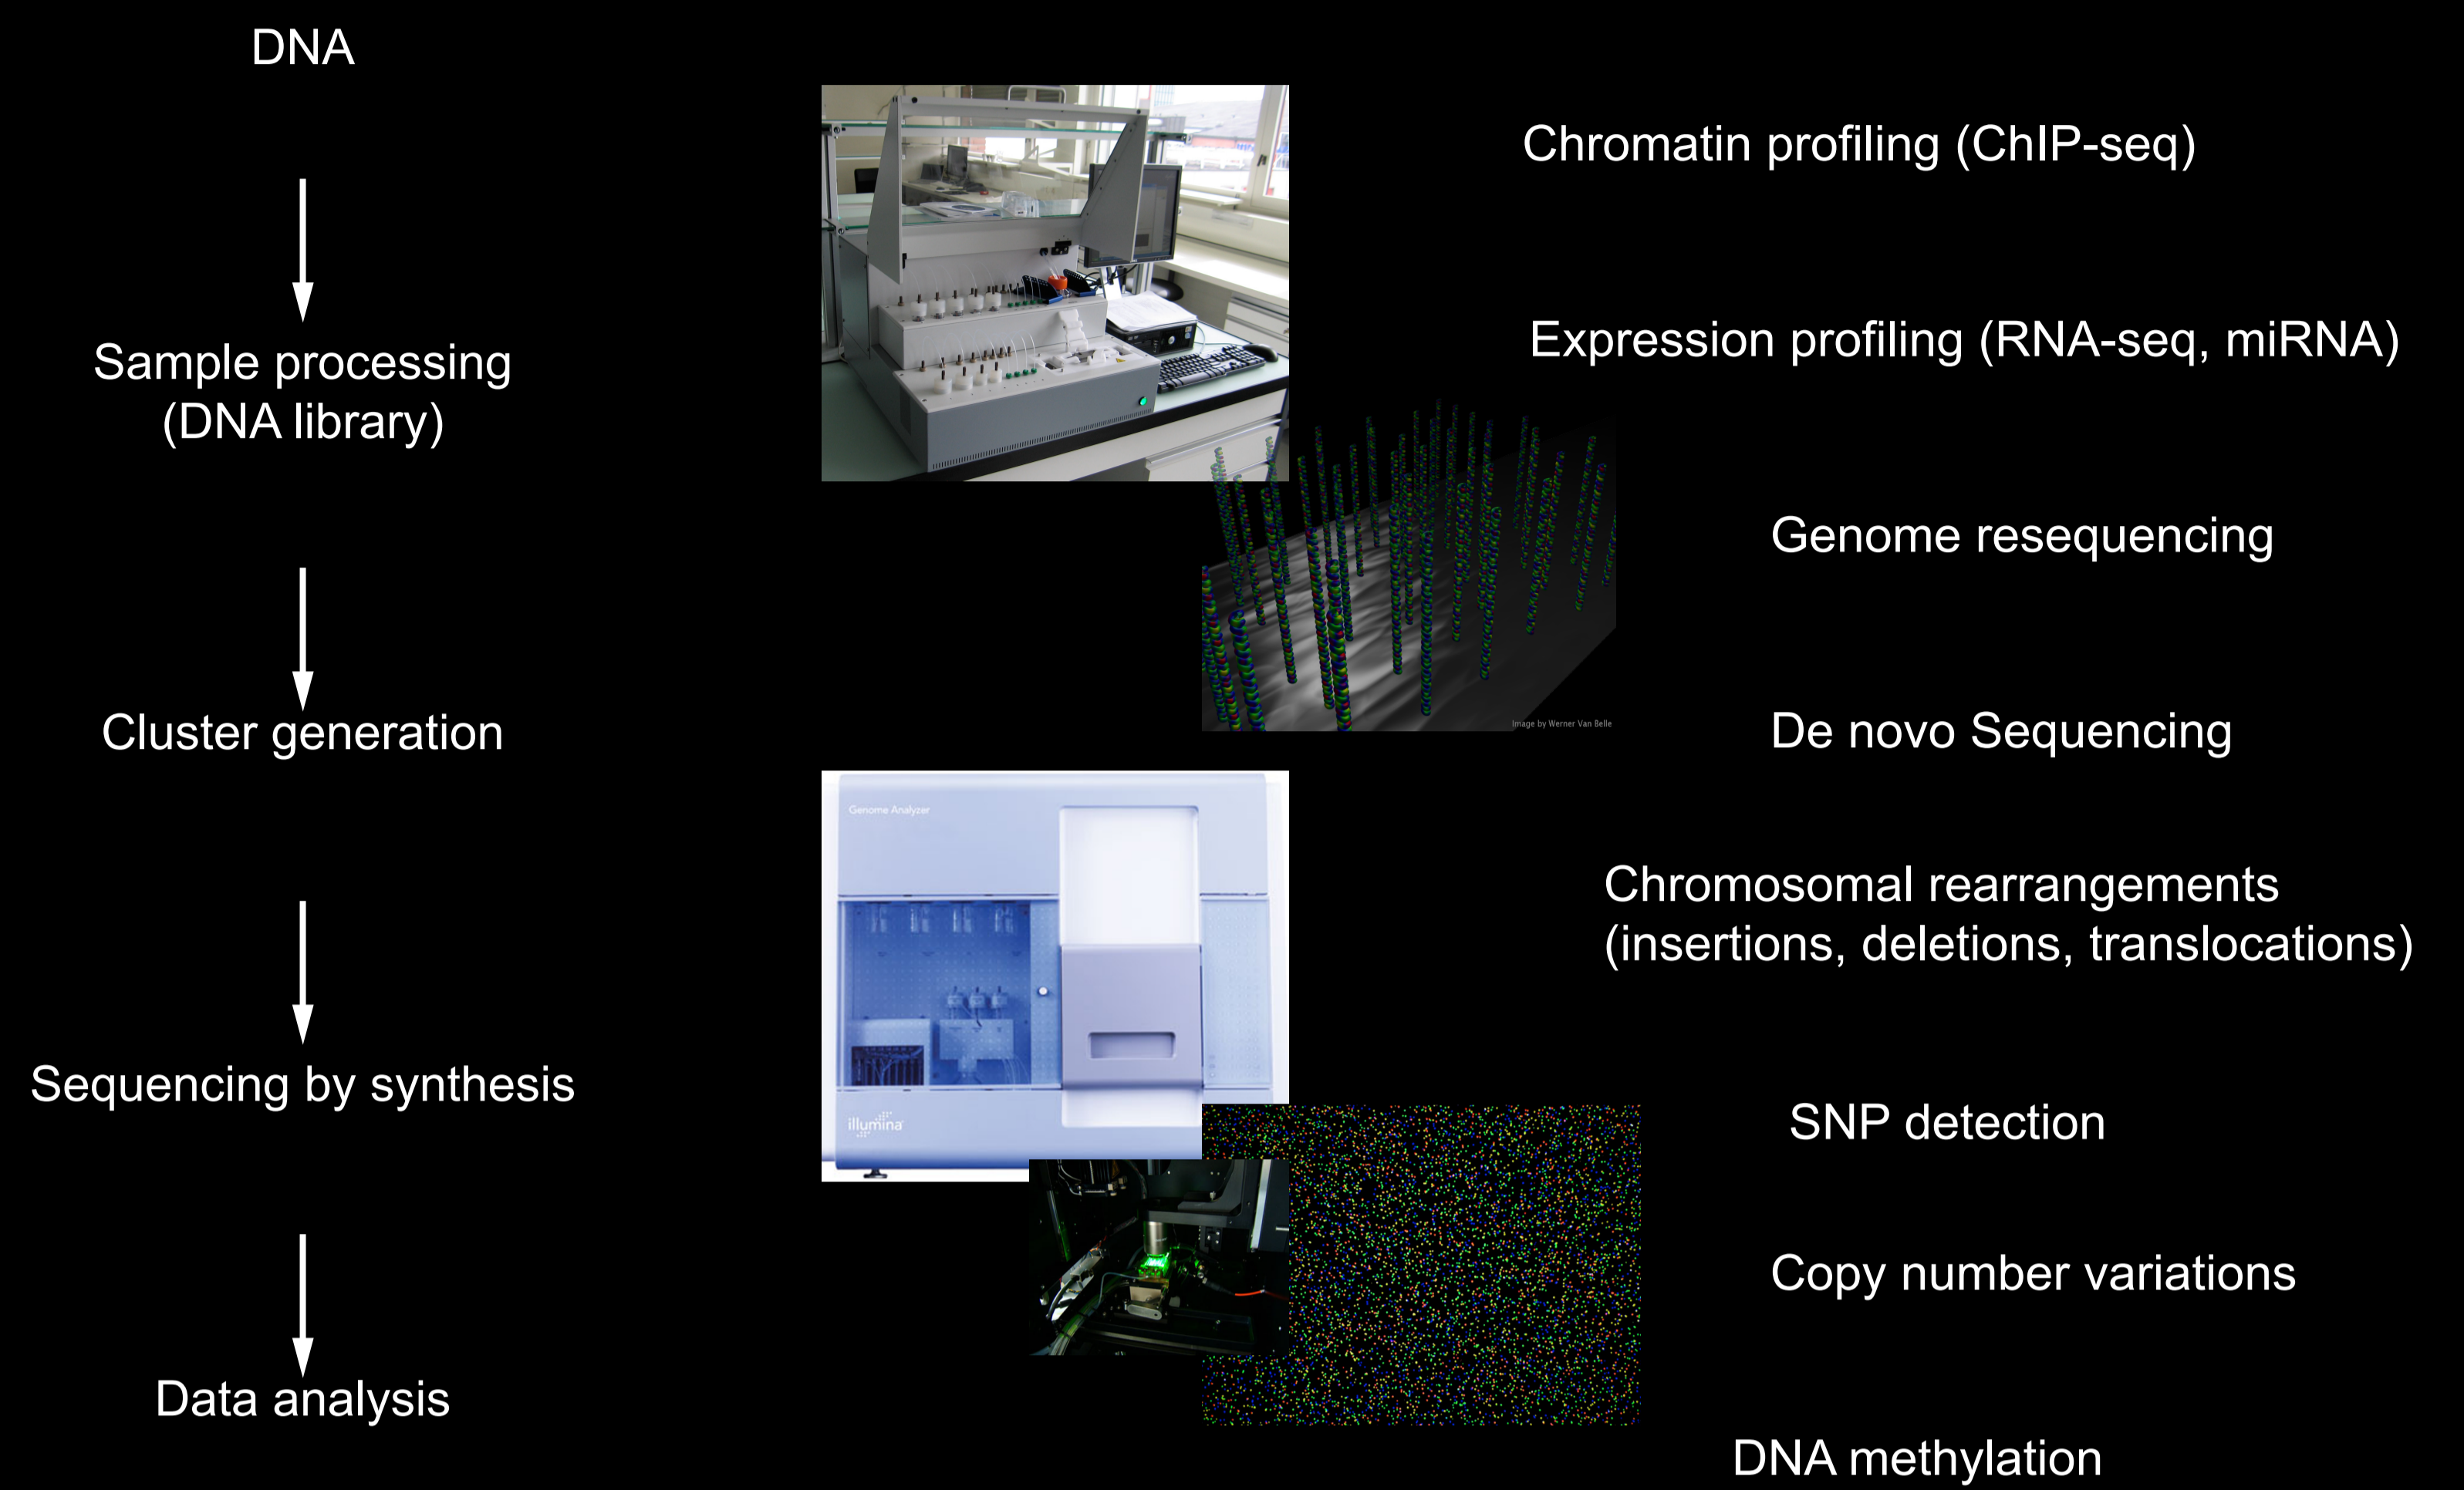 DNA
Sample processing
(DNA library)
Cluster generation
Sequencing by synthesis
Data analysis
Image by Werner Van Belle
Genome Analyzer
illumina
Chromatin profiling (ChIP-seq)
Expression profiling (RNA-seq, miRNA)
Genome resequencing
De novo Sequencing
Chromosomal rearrangements
(insertions, deletions, translocations)
SNP detection
Copy number variations
DNA methylation